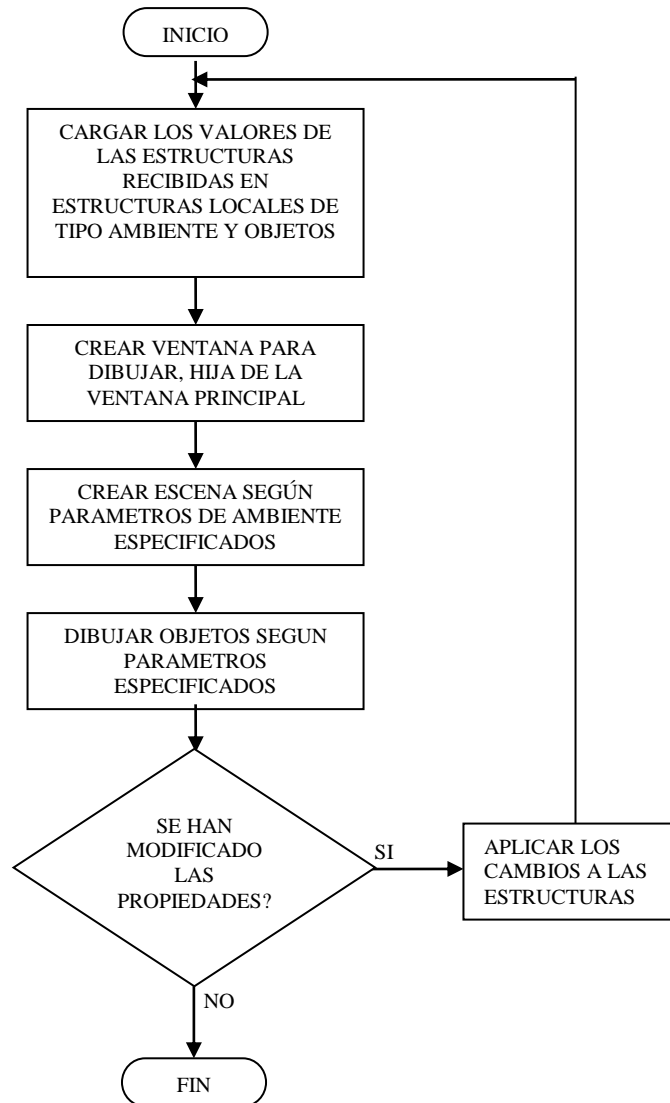 INICIO
CARGAR LOS VALORES DE
LAS ESTRUCTURAS
RECIBIDAS EN
ESTRUCTURAS LOCALES DE
TIPO AMBIENTE Y OBJETOS
CREAR VENTANA PARA
DIBUJAR, HIJA DE LA
VENTANA PRINCIPAL
CREAR ESCENA SEGÚN
PARAMETROS DE AMBIENTE
ESPECIFICADOS
DIBUJAR OBJETOS SEGUN
PARAMETROS
ESPECIFICADOS
SE HAN
MODIFICADO
LAS
PROPIEDADES?
SI
APLICAR LOS
CAMBIOS A LAS
ESTRUCTURAS
NO
FIN